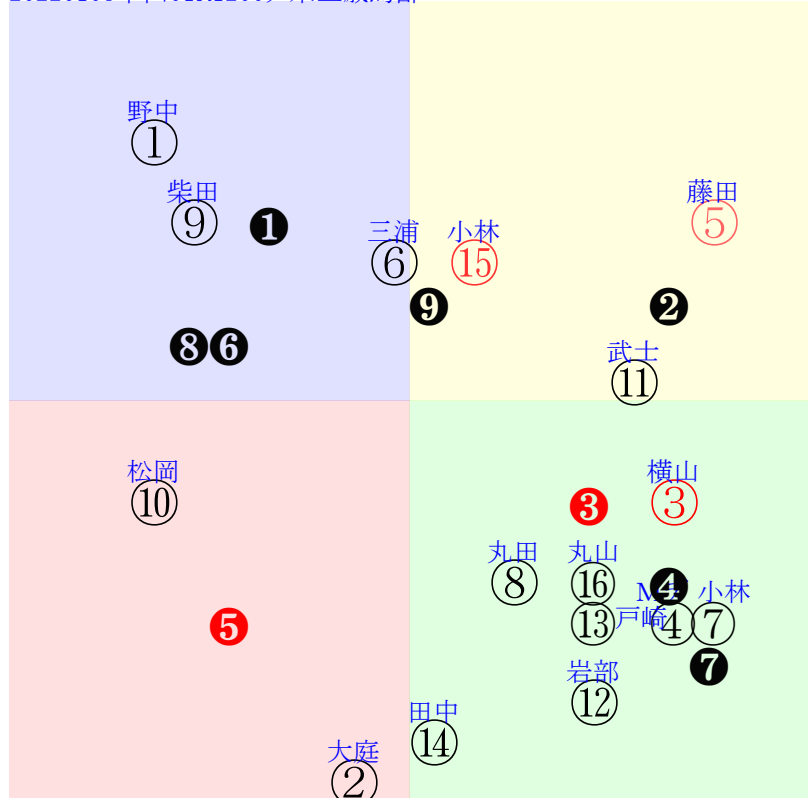 野中
①
柴田
⑨
❶
三浦
⑥
小林
⑮
藤田
⑤
❾
❷
❽
❻
武士
⑪
松岡
⑩
横山
③
❸
丸田
⑧
丸山
⑯
❹
小林
⑦
⑬
戸崎
④
❺
❼
岩部
⑫
田中
⑭
大庭
②